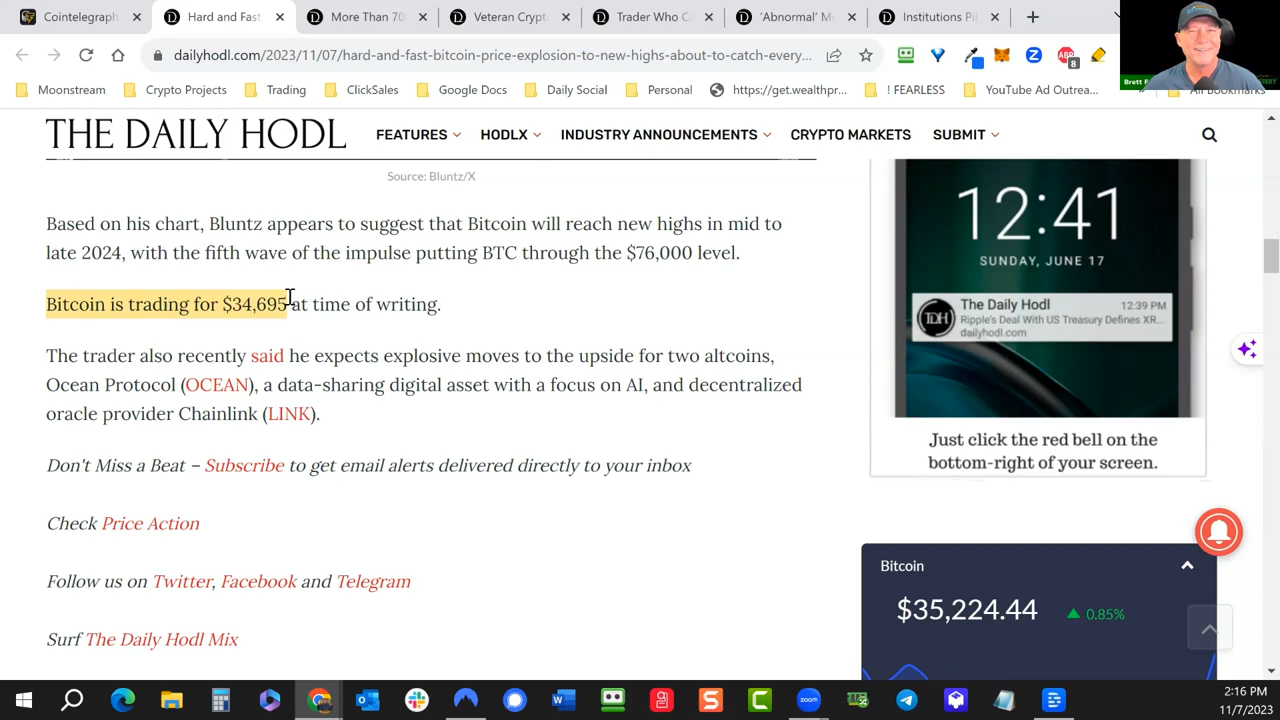 Cointelegraph
Hard and Fast
More Than 70
Veteran Crypt
Trader Who C
'Abnormal' M
Institutions Pi
dailyhodl.com/2023/11/07/hard-and-fast-bitcoin-price-explosion-to-new-highs-about-to-catch-every...
8
Moonstream
Crypto Projects
Trading
ClickSales
Google Docs
Daily Social
Personal
https://get.wealthpr...
! FEARLESS
YouTube Ad Outrea...
All Bookmarks
THE DAILY HODL
FEATURES
HODLX
INDUSTRY ANNOUNCEMENTS
CRYPTO MARKETS
SUBMIT
Source: Bluntz/X
Based on his chart, Bluntz appears to suggest that Bitcoin will reach new highs in mid to
late 2024, with the fifth wave of the impulse putting BTC through the $76,000 level.
Bitcoin is trading for $34,695 at time of writing.
The trader also recently said he expects explosive moves to the upside for two altcoins,
Ocean Protocol (OCEAN), a data-sharing digital asset with a focus on AI, and decentralized
oracle provider Chainlink (LINK).
Don't Miss a Beat – Subscribe to get email alerts delivered directly to your inbox
Check Price Action
Follow us on Twitter, Facebook and Telegram
Surf The Daily Hodl Mix
12:41
SUNDAY, JUNE 17
The Daily Hodl
12:39 PM
Ripple's Deal With US Treasury Defines XR...
dailyhodl.com
TDH
Just click the red bell on the
bottom-right of your screen.
Bitcoin
$35,224.44
0.85%
zoom
2:16 PM
11/7/2023